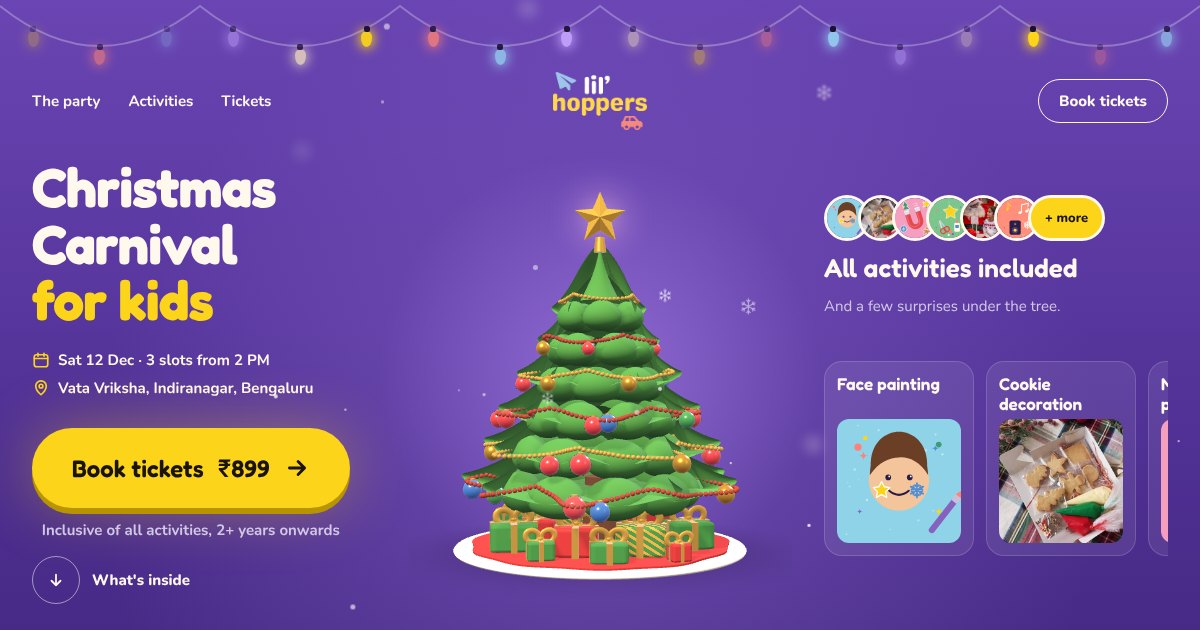 The party
Activities
Tickets
lil'
hoppers
Book tickets
Christmas
Carnival
for kids
Sat 12 Dec · 3 slots from 2 PM
Vata Vriksha, Indiranagar, Bengaluru
Book tickets ₹899 →
Inclusive of all activities, 2+ years onwards
What's inside
+ more
All activities included
And a few surprises under the tree.
Face painting
Cookie
decoration